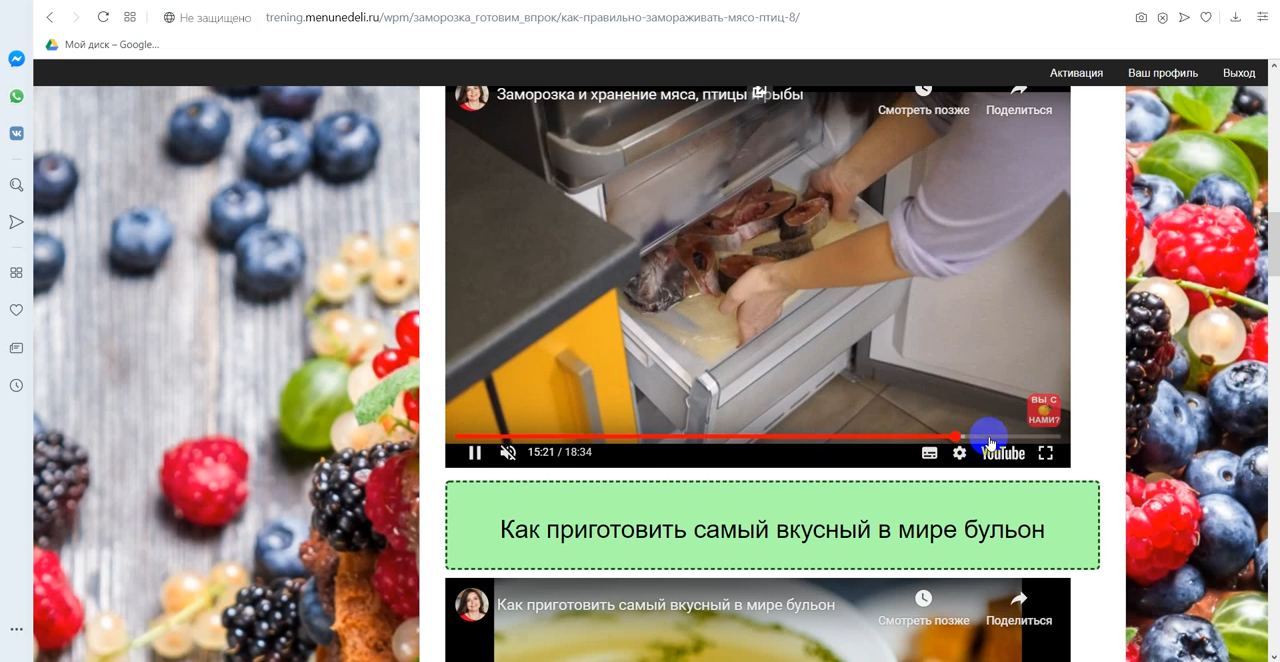 Не защищено trening.menunedeli.ru/wpm/заморозка_готовим_впрок/как-правильно-замораживать-мясо-птиц-8/
Мой диск – Google...
Активация Ваш профиль Выход
Заморозка и хранение мяса, птицы рыбы
Смотреть позже Поделиться
ВЫ С
НАМИ?
15:21 / 18:34 YouTube
Как приготовить самый вкусный в мире бульон
Как приготовить самый вкусный в мире бульон
Смотреть позже Поделиться